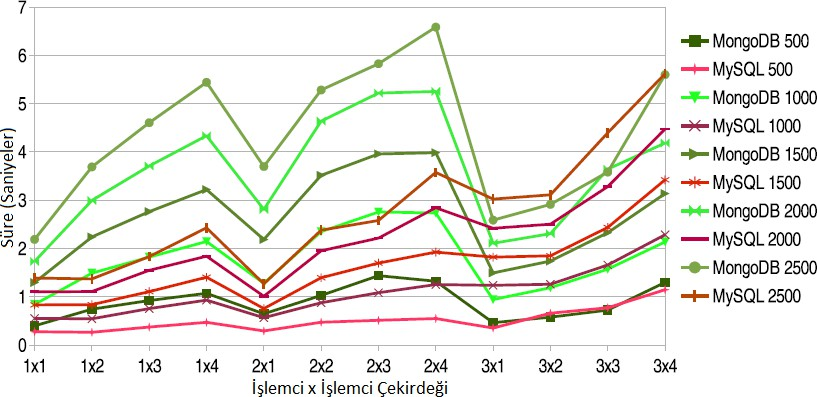 7
6
5
4
3
2
1
0
Süre (Saniyeler)
1x1 1x2 1x3 1x4 2x1 2x2 2x3 2x4 3x1 3x2 3x3 3x4
İşlemci x İşlemci Çekirdeği
MongoDB 500
MySQL 500
MongoDB 1000
MySQL 1000
MongoDB 1500
MySQL 1500
MongoDB 2000
MySQL 2000
MongoDB 2500
MySQL 2500